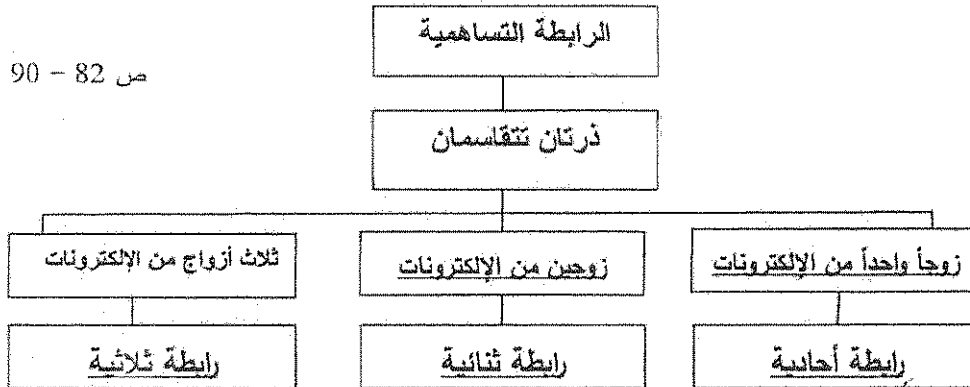 الرابطة التساهمية
ص 82 - 90
ذرتان تتقاسمان
زوجاً واحداً من الإلكترونات
زوجين من الإلكترونات
ثلاث أزواج من الإلكترونات
رابطة أحادية
رابطة ثنائية
رابطة ثلاثية